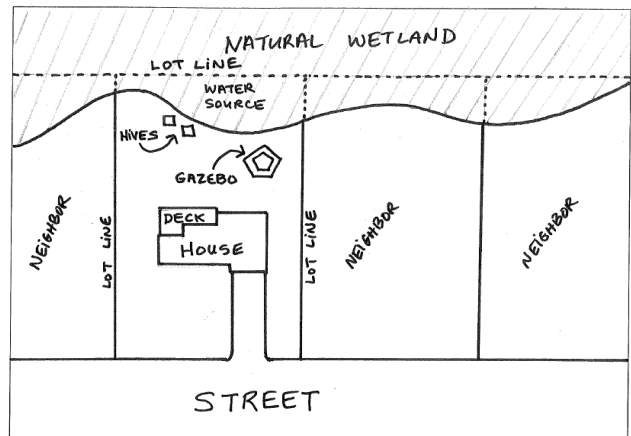 NATURAL WETLAND
LOT LINE
WATER
SOURCE
HiVES
GAZEBO
DECK
HOUSE
NEiGHBOR
LOT LiNE
LOT LiNE
NEiGHBOR
NEiGHBOR
STREET